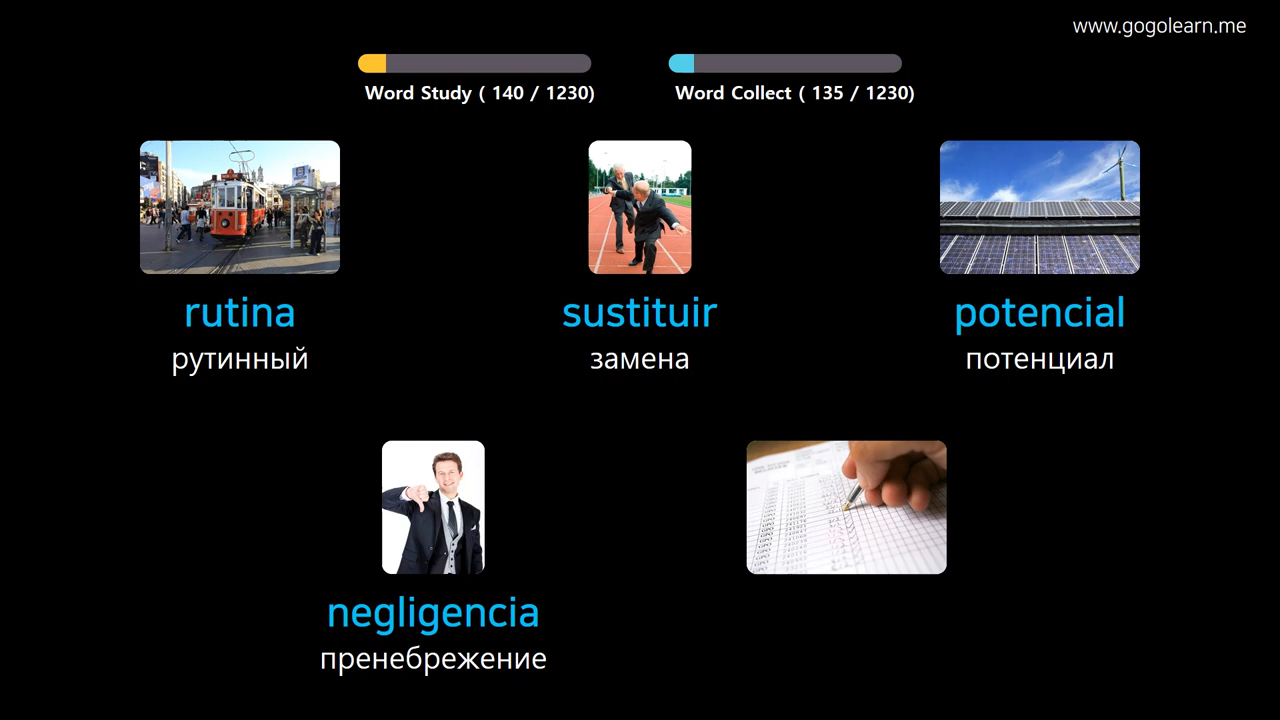 www.gogolearn.me
Word Study ( 140 / 1230)
Word Collect ( 135 / 1230)
rutina
рутинный
sustituir
замена
potencial
потенциал
negligencia
пренебрежение